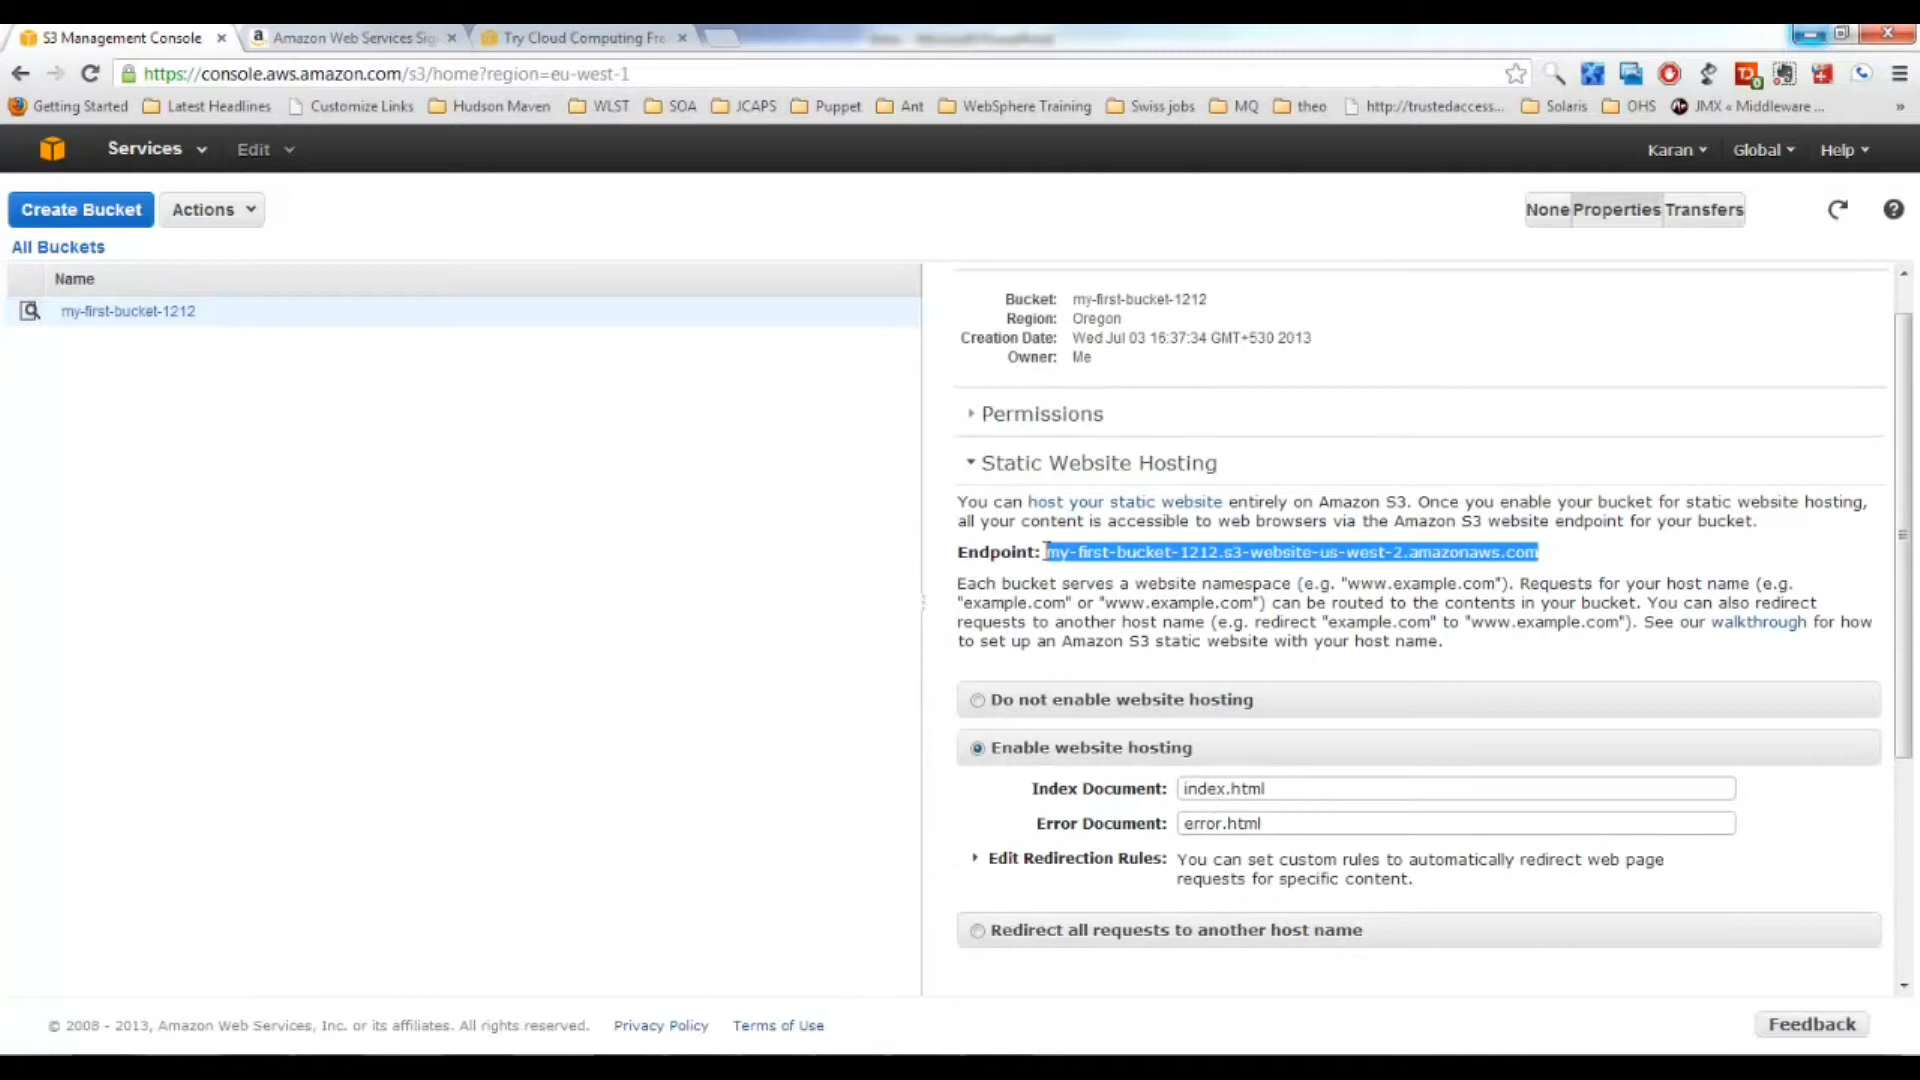 S3 Management Console
Amazon Web Services Sig
Try Cloud Computing Fre
https://console.aws.amazon.com/s3/home?region=eu-west-1
Getting Started Latest Headlines Customize Links Hudson Maven WLST SOA JCAPS Puppet Ant WebSphere Training Swiss jobs MQ theo http://trustedaccess... Solaris OHS JMX « Middleware ... »
Services Edit Karan Global Help
Create Bucket Actions None Properties Transfers
All Buckets
Name
my-first-bucket-1212
Bucket: my-first-bucket-1212
Region: Oregon
Creation Date: Wed Jul 03 16:37:34 GMT+530 2013
Owner: Me
Permissions
Static Website Hosting
You can host your static website entirely on Amazon S3. Once you enable your bucket for static website hosting,
all your content is accessible to web browsers via the Amazon S3 website endpoint for your bucket.
Endpoint: my-first-bucket-1212.s3-website-us-west-2.amazonaws.com
Each bucket serves a website namespace (e.g. "www.example.com"). Requests for your host name (e.g.
"example.com" or "www.example.com") can be routed to the contents in your bucket. You can also redirect
requests to another host name (e.g. redirect "example.com" to "www.example.com"). See our walkthrough for how
to set up an Amazon S3 static website with your host name.
Do not enable website hosting
Enable website hosting
Index Document: index.html
Error Document: error.html
Edit Redirection Rules: You can set custom rules to automatically redirect web page
requests for specific content.
Redirect all requests to another host name
© 2008 - 2013, Amazon Web Services, Inc. or its affiliates. All rights reserved. Privacy Policy Terms of Use Feedback